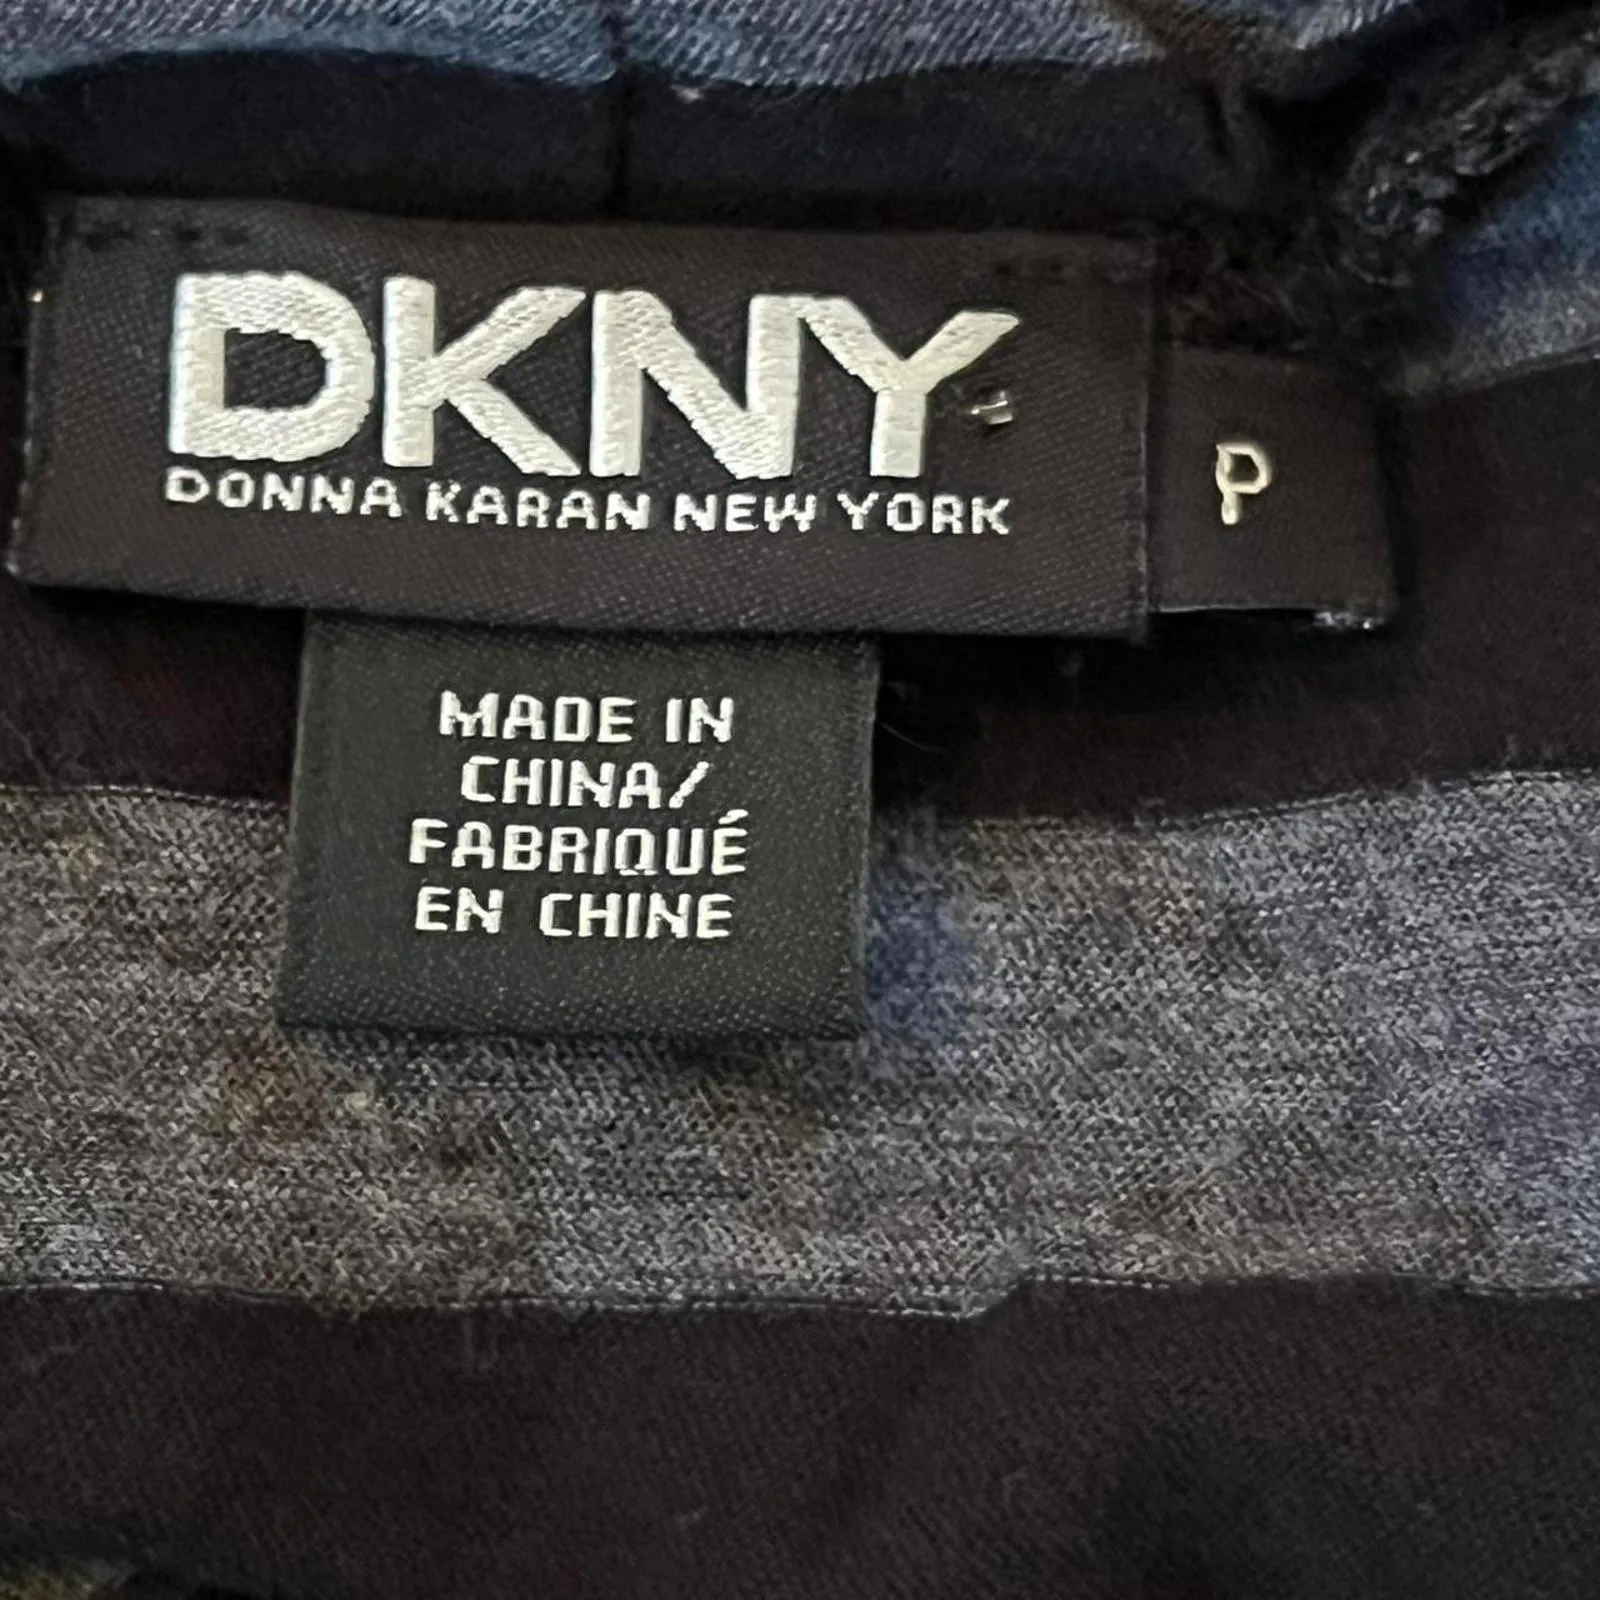 DKNY
DONNA KARAN NEW YORK
P
MADE IN
CHINA/
FABRIQUÉ
EN CHINE